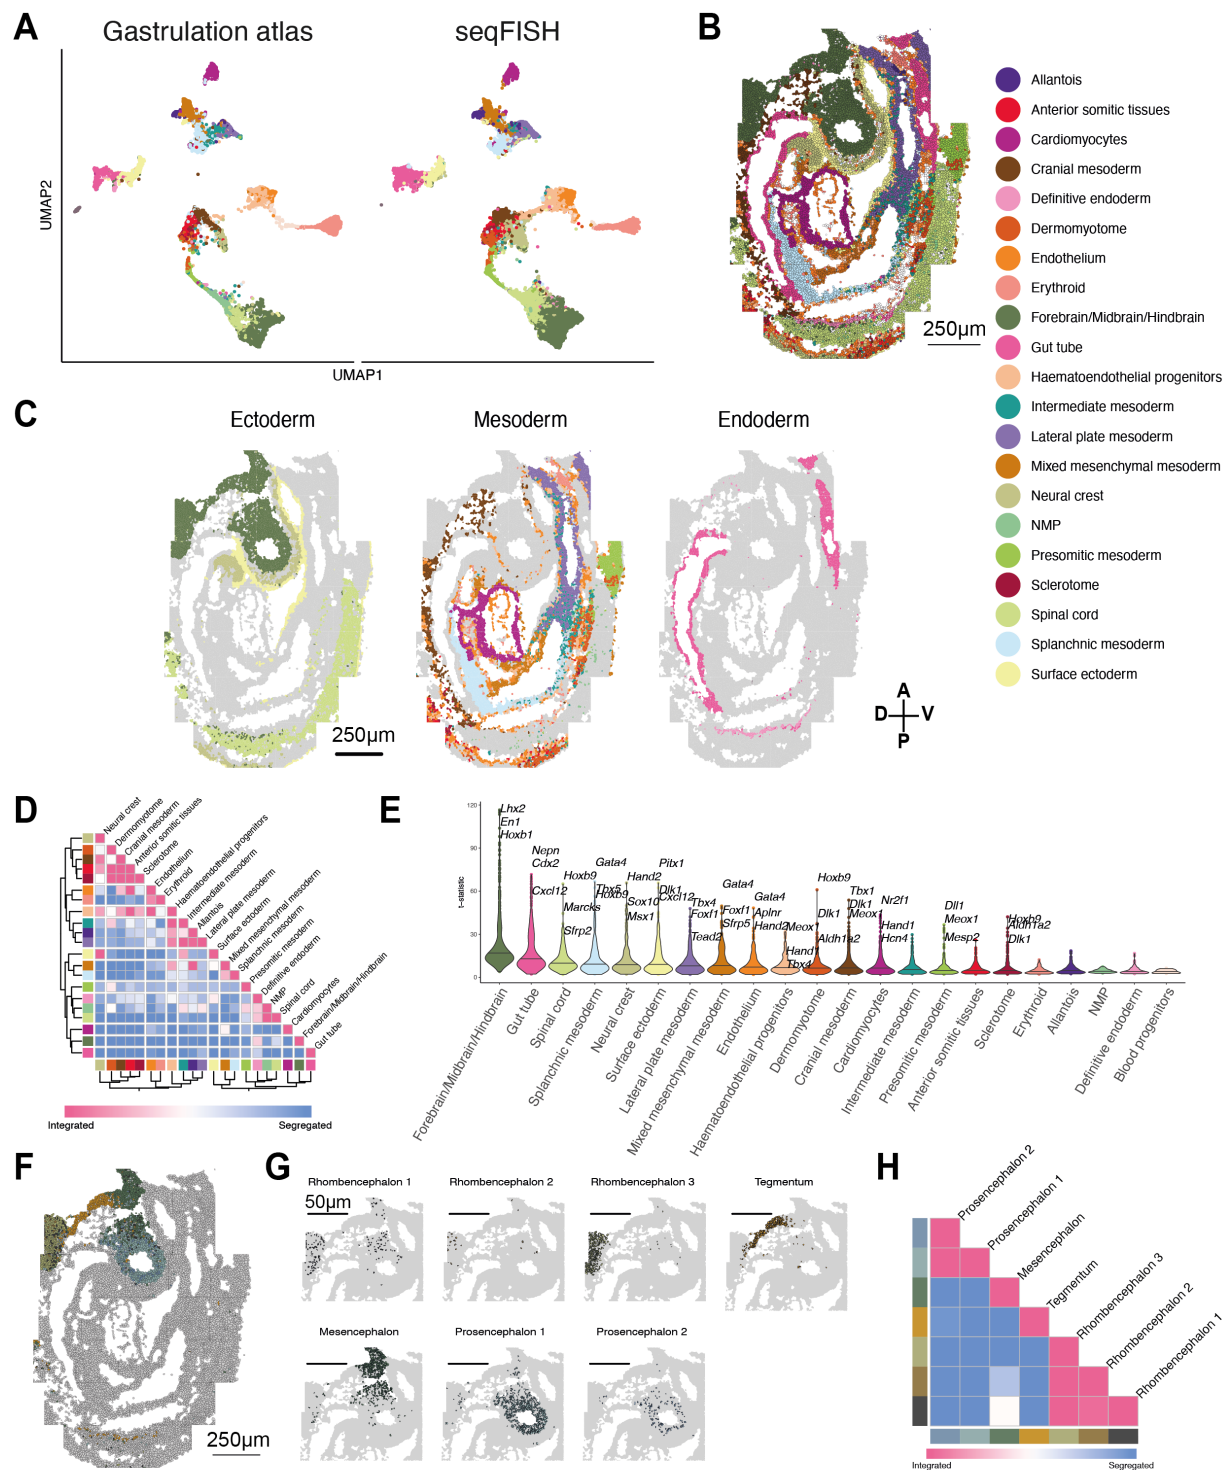 A
Gastrulation atlas
seqFISH
UMAP2
UMAP1
B
250µm
Allantois
Anterior somitic tissues
Cardiomyocytes
Cranial mesoderm
Definitive endoderm
Dermomyotome
Endothelium
Erythroid
Forebrain/Midbrain/Hindbrain
Gut tube
Haematoendothelial progenitors
Intermediate mesoderm
Lateral plate mesoderm
Mixed mesenchymal mesoderm
Neural crest
NMP
Presomitic mesoderm
Sclerotome
Spinal cord
Splanchnic mesoderm
Surface ectoderm
C
Ectoderm
Mesoderm
Endoderm
250µm
A
D V
P
D
Neural crest
Dermomyotome
Cranial mesoderm
Anterior somitic tissues
Sclerotome
Endothelium
Erythroid
Haematoendothelial progenitors
Intermediate mesoderm
Allantois
Lateral plate mesoderm
Surface ectoderm
Mixed mesenchymal mesoderm
Splanchnic mesoderm
Presomitic mesoderm
Definitive endoderm
NMP
Spinal cord
Cardiomyocytes
Forebrain/Midbrain/Hindbrain
Gut tube
Integrated
Segregated
E
t-statistic
120
90
60
30
0
Lhx2
En1
Hoxb1
Nepn
Cdx2
Cxcl12
Hoxb9
Marcks
Sfrp2
Gata4
Tbx5
Hoxb9
Hand2
Sox10
Msx1
Pitx1
Dlk1
Cxcl12
Tbx4
Foxf1
Tead2
Gata4
Foxf1
Sfrp5
Gata4
Aplnr
Hand2
Meox1
Hand1
Tbx4
Hoxb9
Dlk1
Aldh1a2
Tbx1
Dlk1
Meox1
Nr2f1
Hand1
Hcn4
Dll1
Meox1
Mesp2
Hoxb9
Aldh1a2
Dlk1
Forebrain/Midbrain/Hindbrain
Gut tube
Spinal cord
Splanchnic mesoderm
Neural crest
Surface ectoderm
Lateral plate mesoderm
Mixed mesenchymal mesoderm
Endothelium
Haematoendothelial progenitors
Dermomyotome
Cranial mesoderm
Cardiomyocytes
Intermediate mesoderm
Presomitic mesoderm
Anterior somitic tissues
Sclerotome
Erythroid
Allantois
NMP
Definitive endoderm
Blood progenitors
F
250µm
G
Rhombencephalon 1
Rhombencephalon 2
Rhombencephalon 3
Tegmentum
50µm
Mesencephalon
Prosencephalon 1
Prosencephalon 2
H
Prosencephalon 2
Prosencephalon 1
Mesencephalon
Tegmentum
Rhombencephalon 3
Rhombencephalon 2
Rhombencephalon 1
Integrated
Segregated